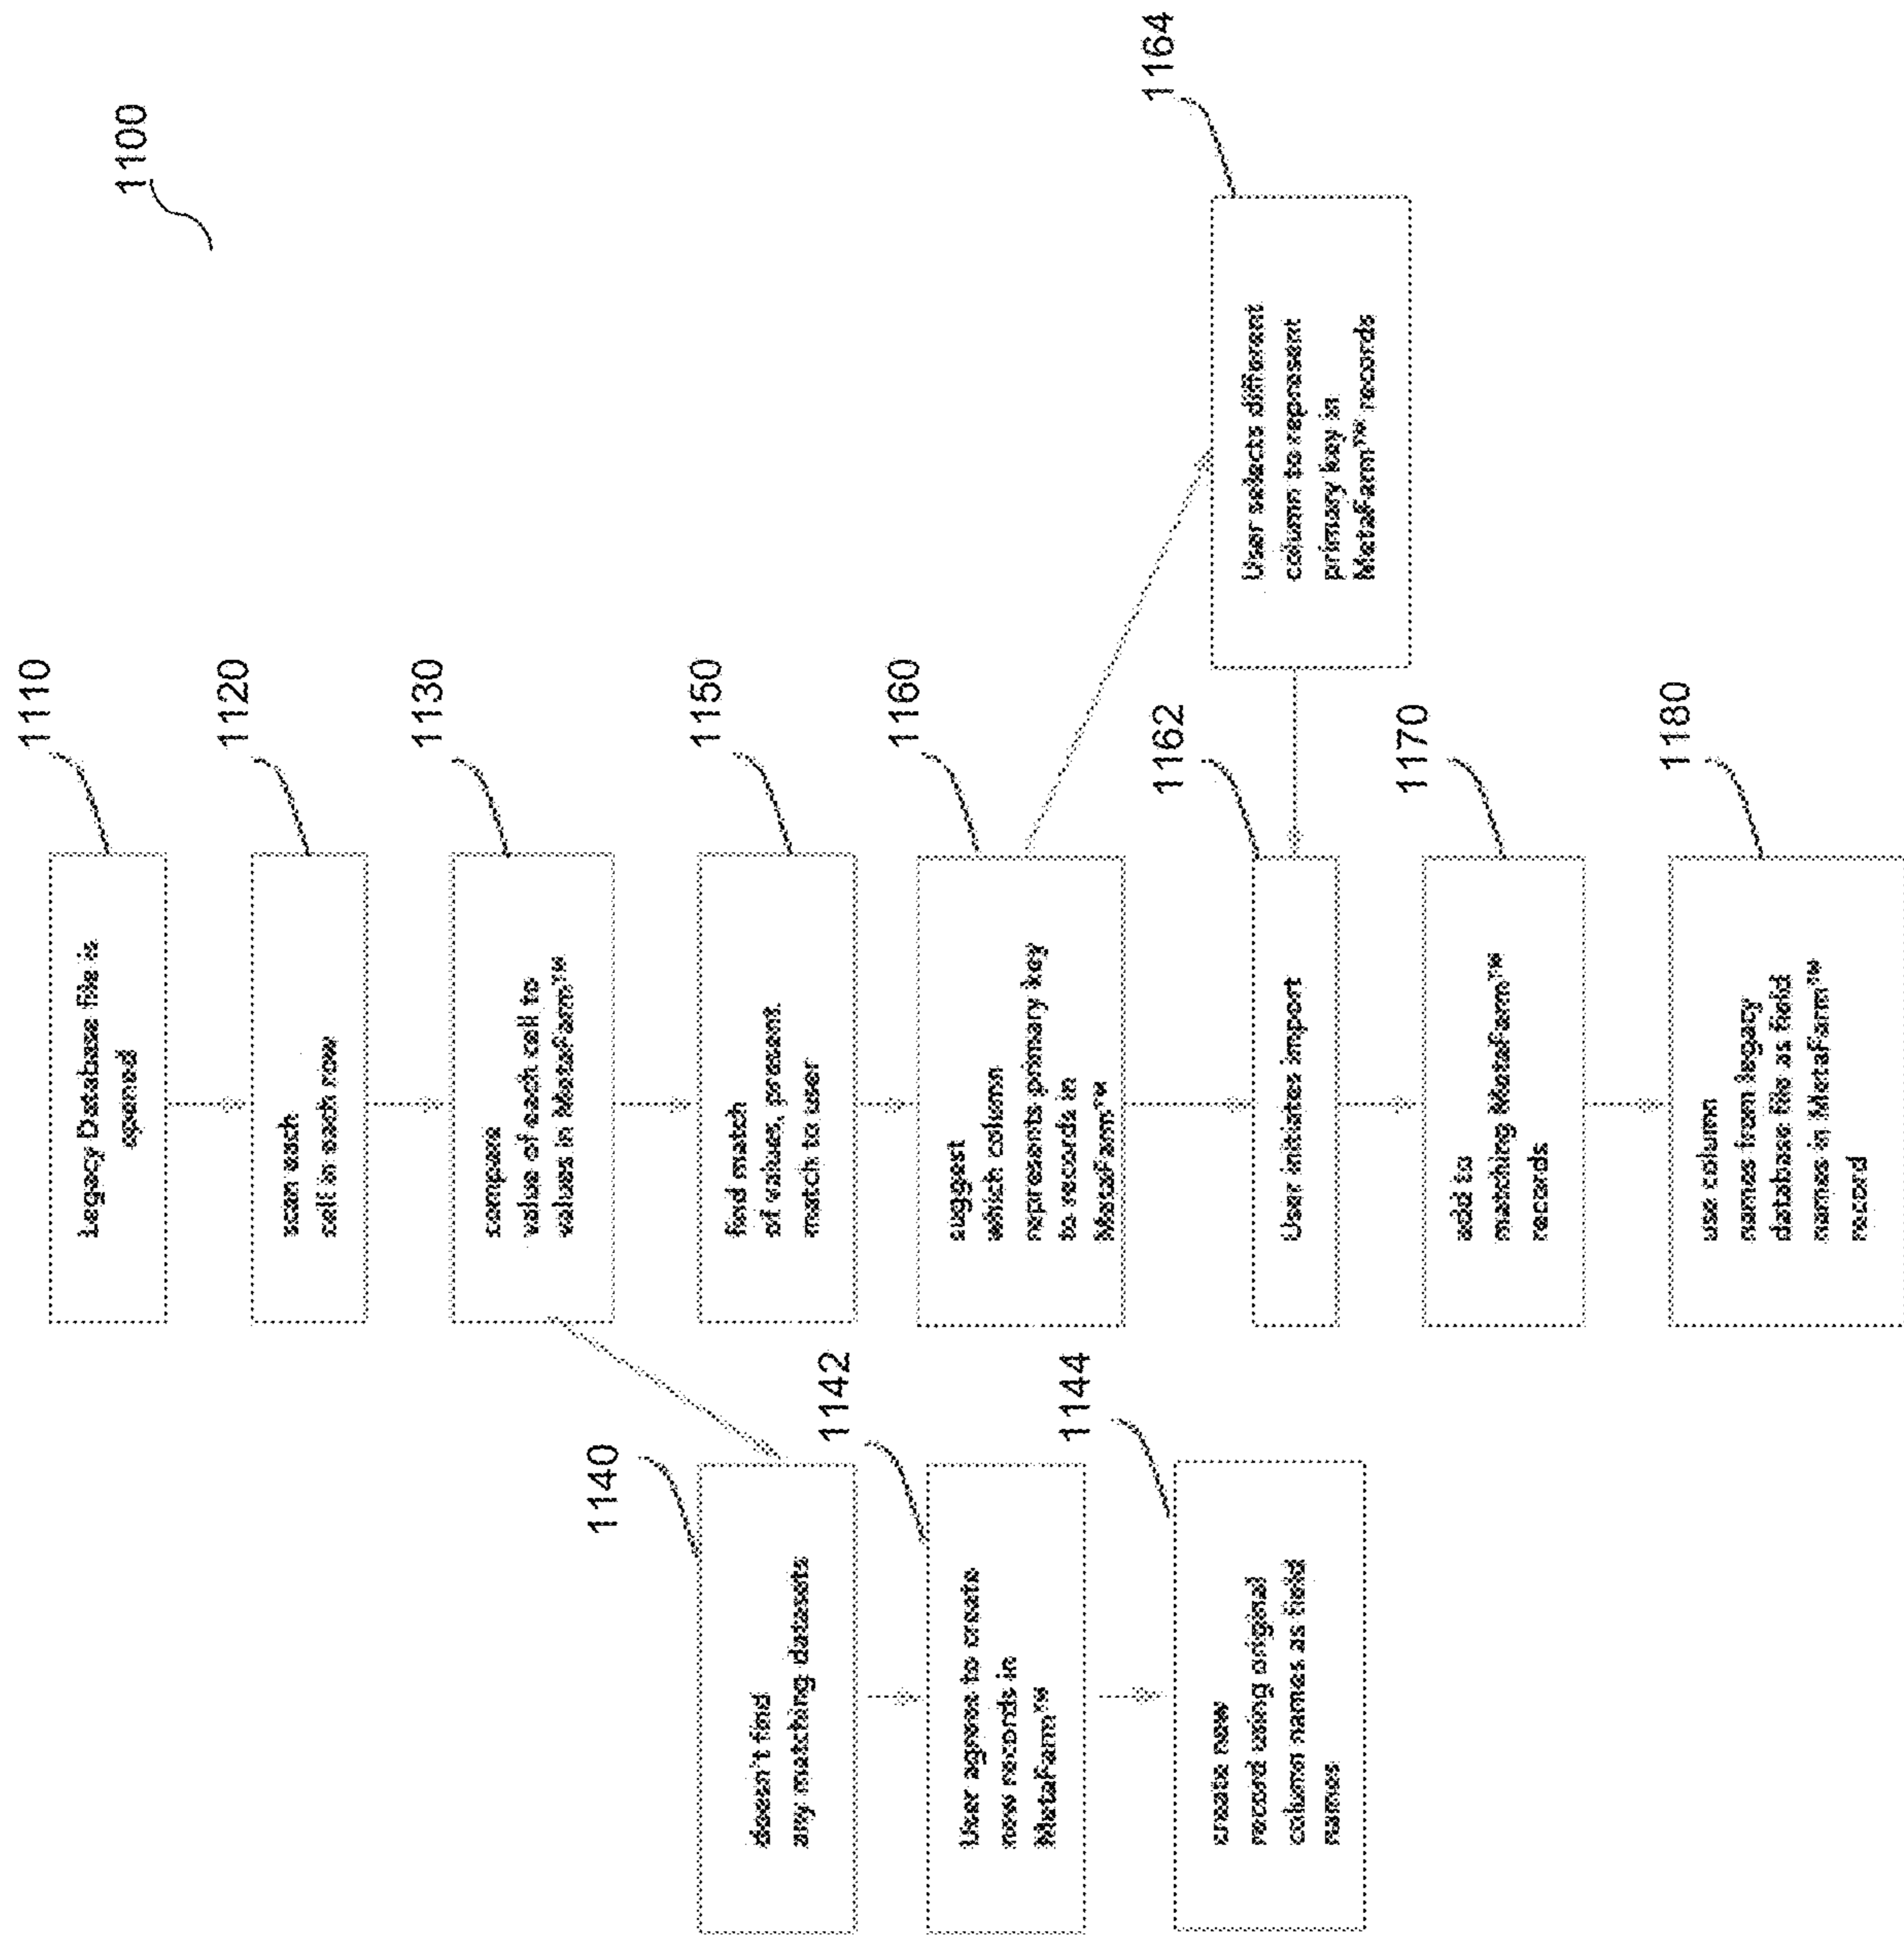 1100
1110
Legacy Database file is
opened
1120
scan each
cell in each row
1130
compare
value of each cell to
values in MetaFarm™
1140
doesn't find
any matching datasets
1142
User agrees to create
new records in
MetaFarm™
1144
create new
record using original
column names as field
names
1150
find match
of values, present
match to user
1160
suggest
which column
represents primary key
to records in
MetaFarm™
1164
User selects different
column to represent
primary key in
MetaFarm™ records
1162
User initiates import
1170
add to
matching MetaFarm™
records
1180
use column
names from legacy
database file as field
names in MetaFarm™
record